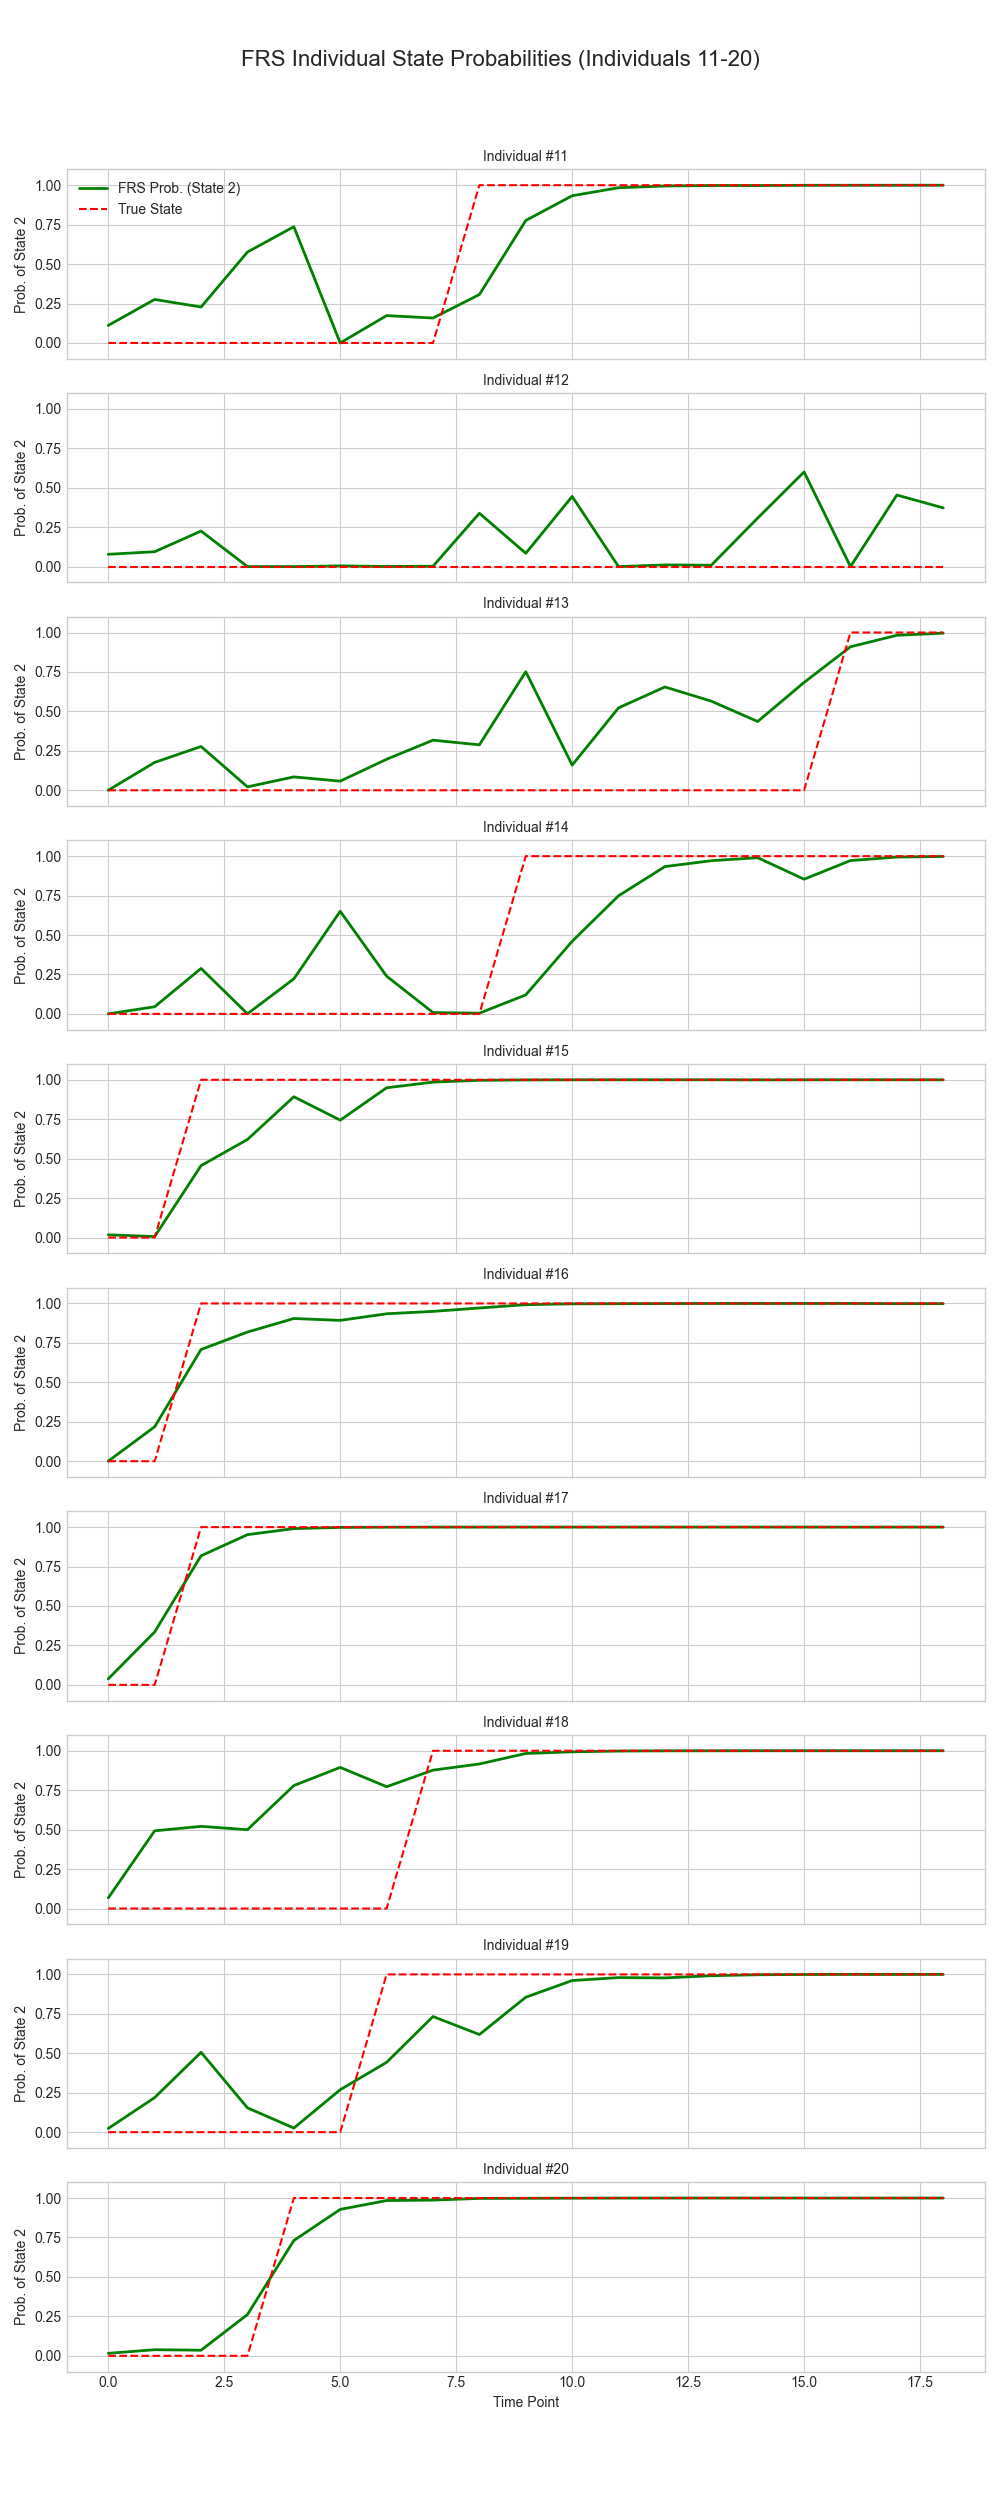 FRS Individual State Probabilities (Individuals 11-20)
Individual #11
FRS Prob. (State 2)
True State
Prob. of State 2
1.00
0.75
0.50
0.25
0.00
Individual #12
Prob. of State 2
1.00
0.75
0.50
0.25
0.00
Individual #13
Prob. of State 2
1.00
0.75
0.50
0.25
0.00
Individual #14
Prob. of State 2
1.00
0.75
0.50
0.25
0.00
Individual #15
Prob. of State 2
1.00
0.75
0.50
0.25
0.00
Individual #16
Prob. of State 2
1.00
0.75
0.50
0.25
0.00
Individual #17
Prob. of State 2
1.00
0.75
0.50
0.25
0.00
Individual #18
Prob. of State 2
1.00
0.75
0.50
0.25
0.00
Individual #19
Prob. of State 2
1.00
0.75
0.50
0.25
0.00
Individual #20
Prob. of State 2
1.00
0.75
0.50
0.25
0.00
0.0 2.5 5.0 7.5 10.0 12.5 15.0 17.5
Time Point